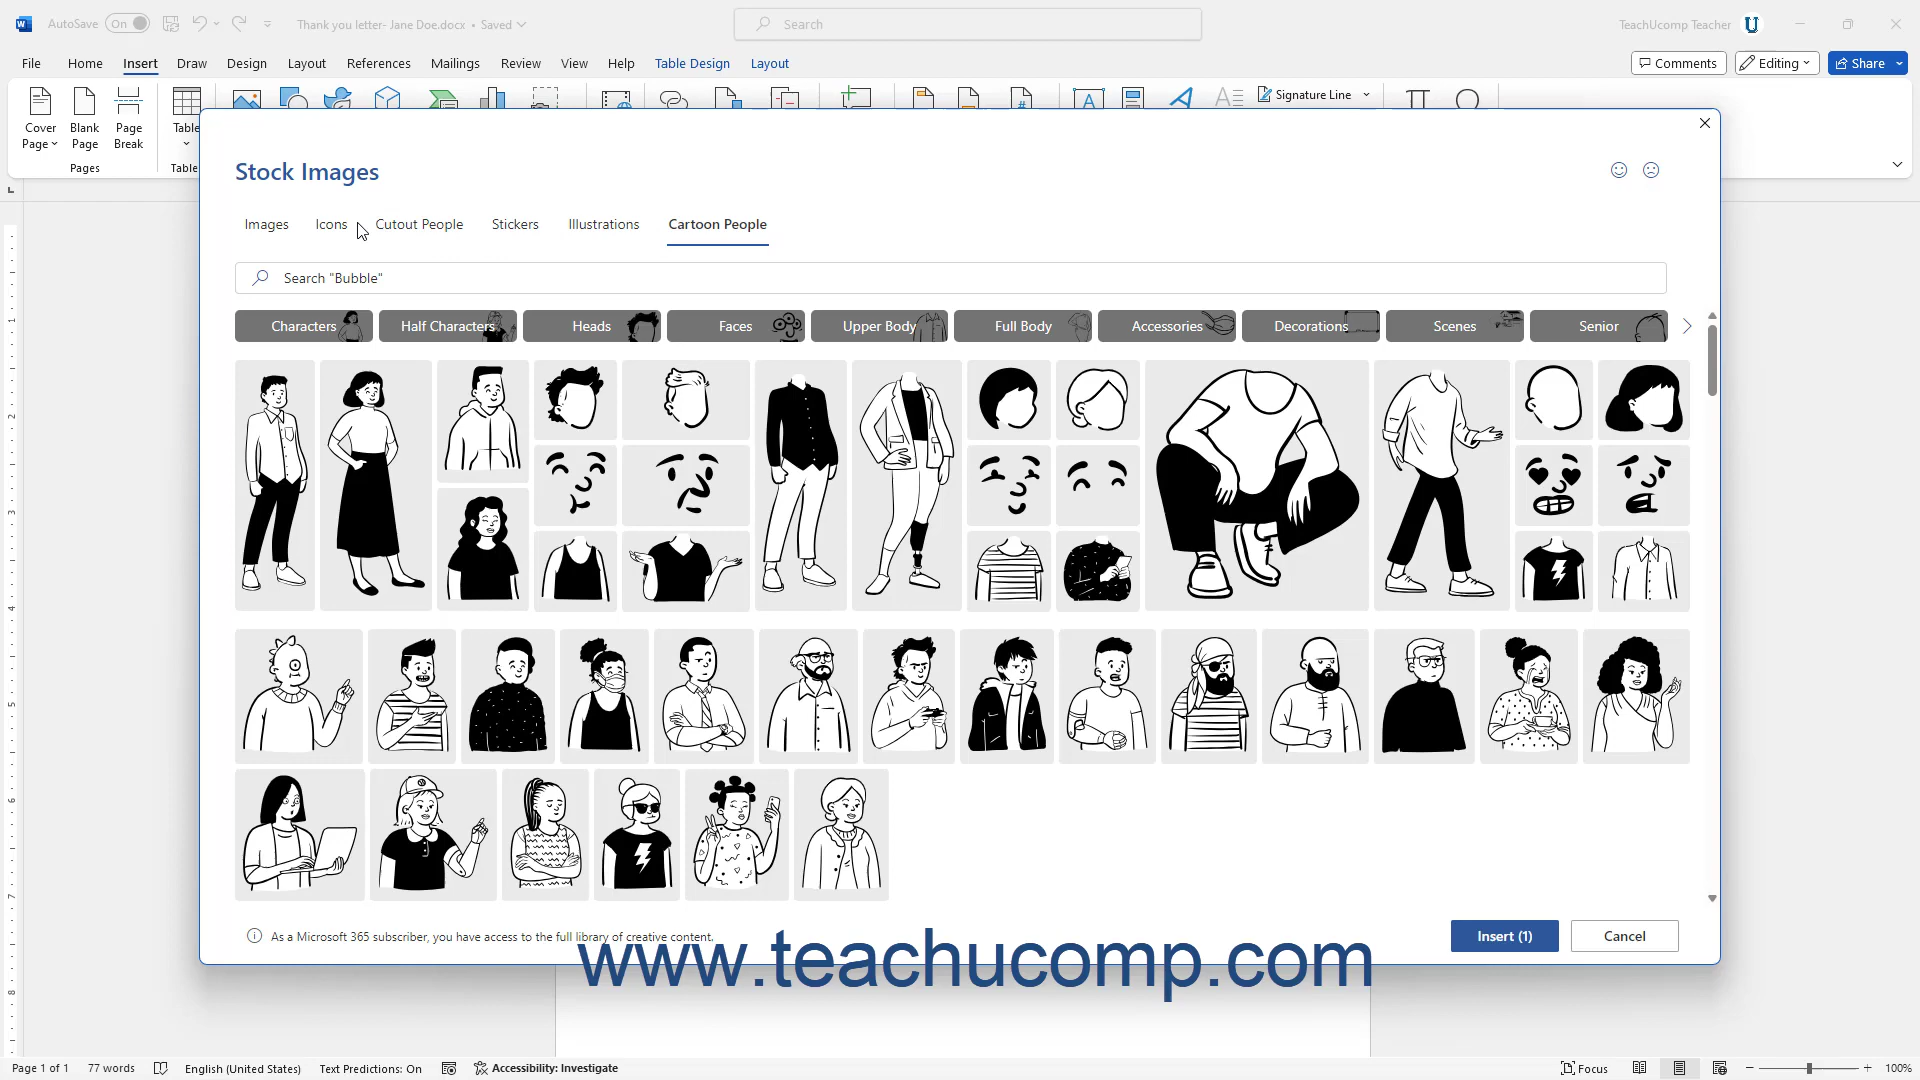 AutoSave On Thank you letter- Jane Doe.docx • Saved Search TeachUcomp Teacher
File Home Insert Draw Design Layout References Mailings Review View Help Table Design Layout Comments Editing Share
Signature Line
Cover Page
Blank Page
Page Break
Table
Pages
Table
Stock Images
Images Icons Cutout People Stickers Illustrations Cartoon People
Search "Bubble"
Characters Half Characters Heads Faces Upper Body Full Body Accessories Decorations Scenes Senior
As a Microsoft 365 subscriber, you have access to the full library of creative content.
Insert (1) Cancel
www.teachucomp.com
Page 1 of 1 77 words English (United States) Text Predictions: On Accessibility: Investigate Focus 100%